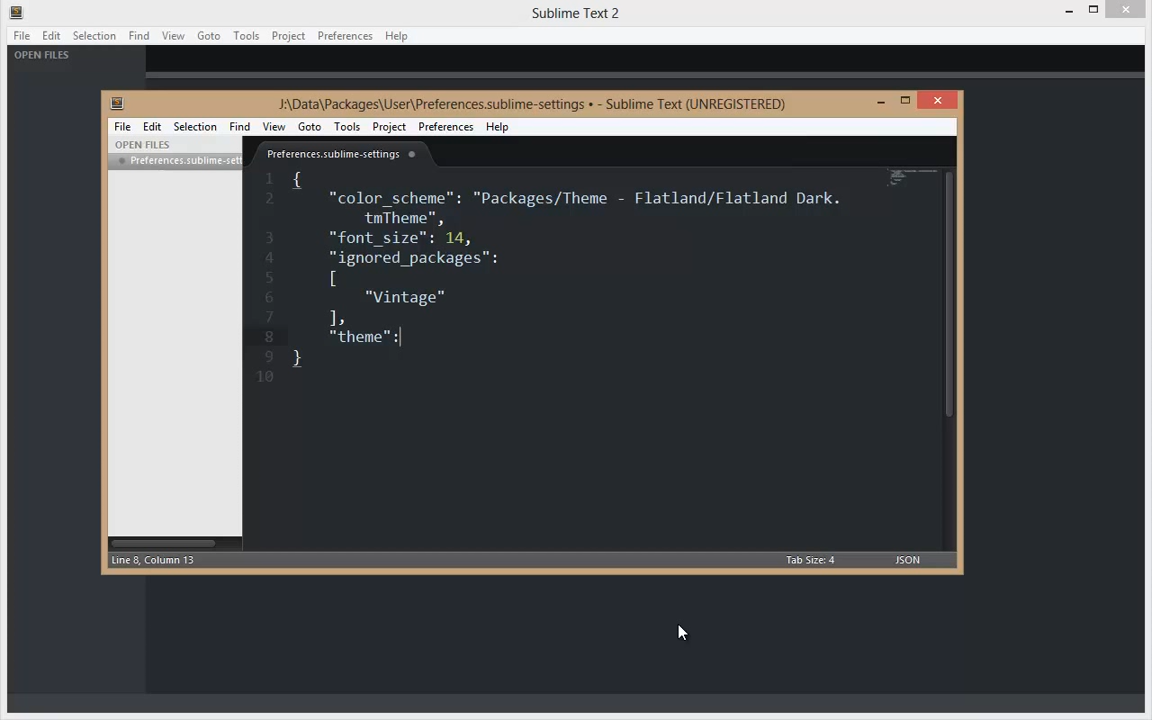 Sublime Text 2
File Edit Selection Find View Goto Tools Project Preferences Help
OPEN FILES
J:\Data\Packages\User\Preferences.sublime-settings • - Sublime Text (UNREGISTERED)
File Edit Selection Find View Goto Tools Project Preferences Help
OPEN FILES
Preferences.sublime-sett
Preferences.sublime-settings
1 {
2 "color_scheme": "Packages/Theme - Flatland/Flatland Dark.
tmTheme",
3 "font_size": 14,
4 "ignored_packages":
5 [
6 "Vintage"
7 ],
8 "theme":
9 }
10
Line 8, Column 13 Tab Size: 4 JSON